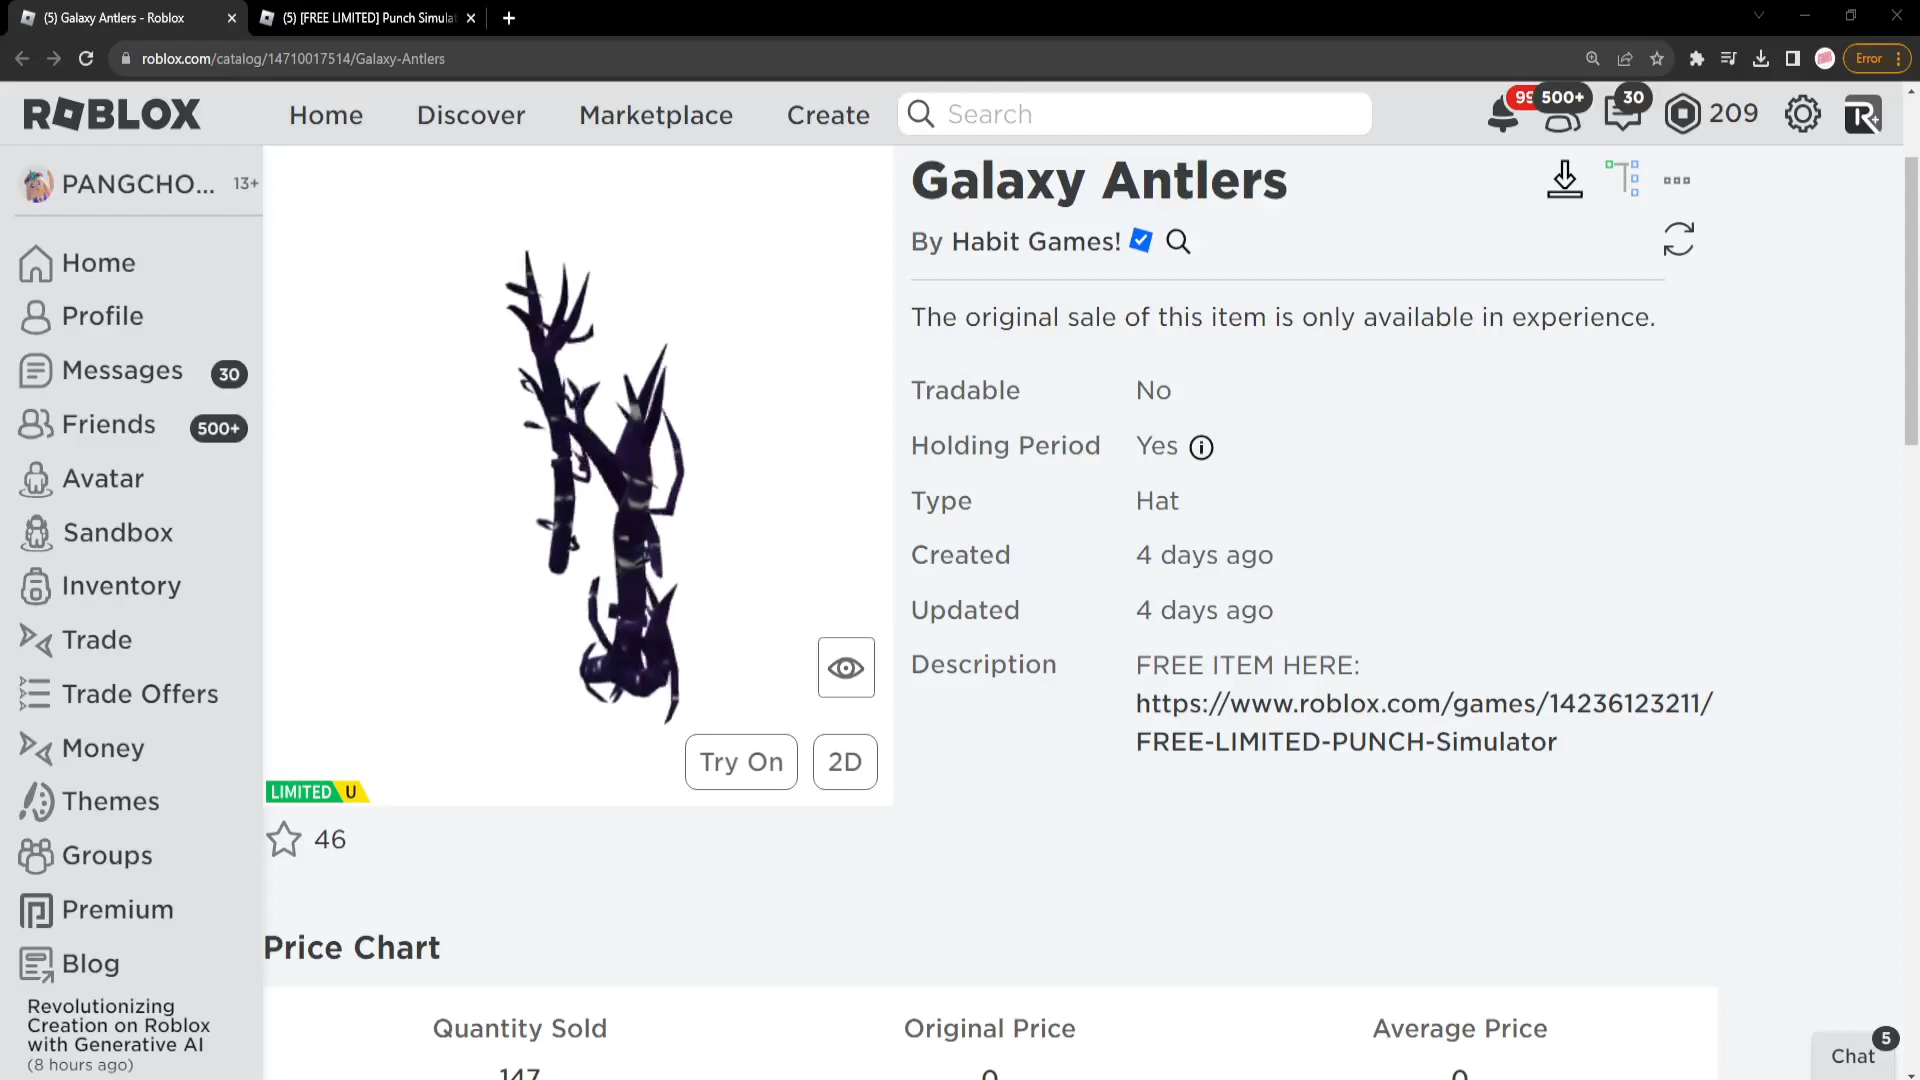 (5) Galaxy Antlers - Roblox
(5) [FREE LIMITED] Punch Simulat
roblox.com/catalog/14710017514/Galaxy-Antlers
Error
ROBLOX
Home
Discover
Marketplace
Create
Search
99
500+
30
209
PANGCHO...
13+
Home
Profile
Messages
30
Friends
500+
Avatar
Sandbox
Inventory
Trade
Trade Offers
Money
Themes
Groups
Premium
Blog
Revolutionizing
Creation on Roblox
with Generative AI
(8 hours ago)
LIMITED U
Try On
2D
46
Galaxy Antlers
By Habit Games!
The original sale of this item is only available in experience.
Tradable No
Holding Period Yes
Type Hat
Created 4 days ago
Updated 4 days ago
Description FREE ITEM HERE:
https://www.roblox.com/games/14236123211/
FREE-LIMITED-PUNCH-Simulator
Price Chart
Quantity Sold
Original Price
Average Price
147
0
0
Chat
5